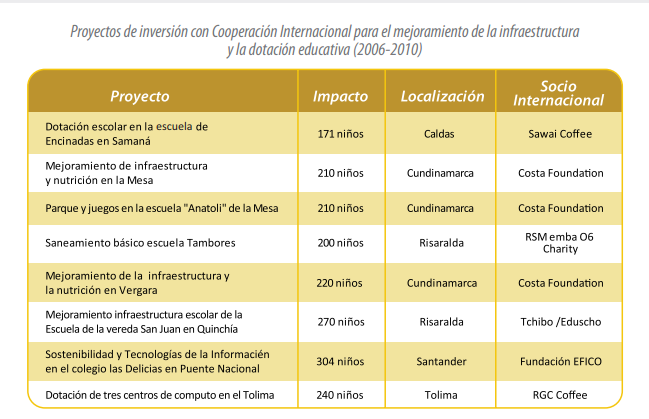 Proyectos de inversión con Cooperación Internacional para el mejoramiento de la infraestructura
y la dotación educativa (2006-2010)
Proyecto Impacto Localización Socio Internacional
Dotación escolar en la escuela de
Encinadas en Samaná
171 niños Caldas Sawai Coffee
Mejoramiento de infraestructura
y nutrición en la Mesa
210 niños Cundinamarca Costa Foundation
Parque y juegos en la escuela "Anatoli" de la Mesa 210 niños Cundinamarca Costa Foundation
Saneamiento básico escuela Tambores 200 niños Risaralda RSM emba O6
Charity
Mejoramiento de la infraestructura y
la nutrición en Vergara
220 niños Cundinamarca Costa Foundation
Mejoramiento infraestructura escolar de la
Escuela de la vereda San Juan en Quinchía
270 niños Risaralda Tchibo /Eduscho
Sostenibilidad y Tecnologías de la Información
en el colegio las Delicias en Puente Nacional
304 niños Santander Fundación EFICO
Dotación de tres centros de computo en el Tolima 240 niños Tolima RGC Coffee